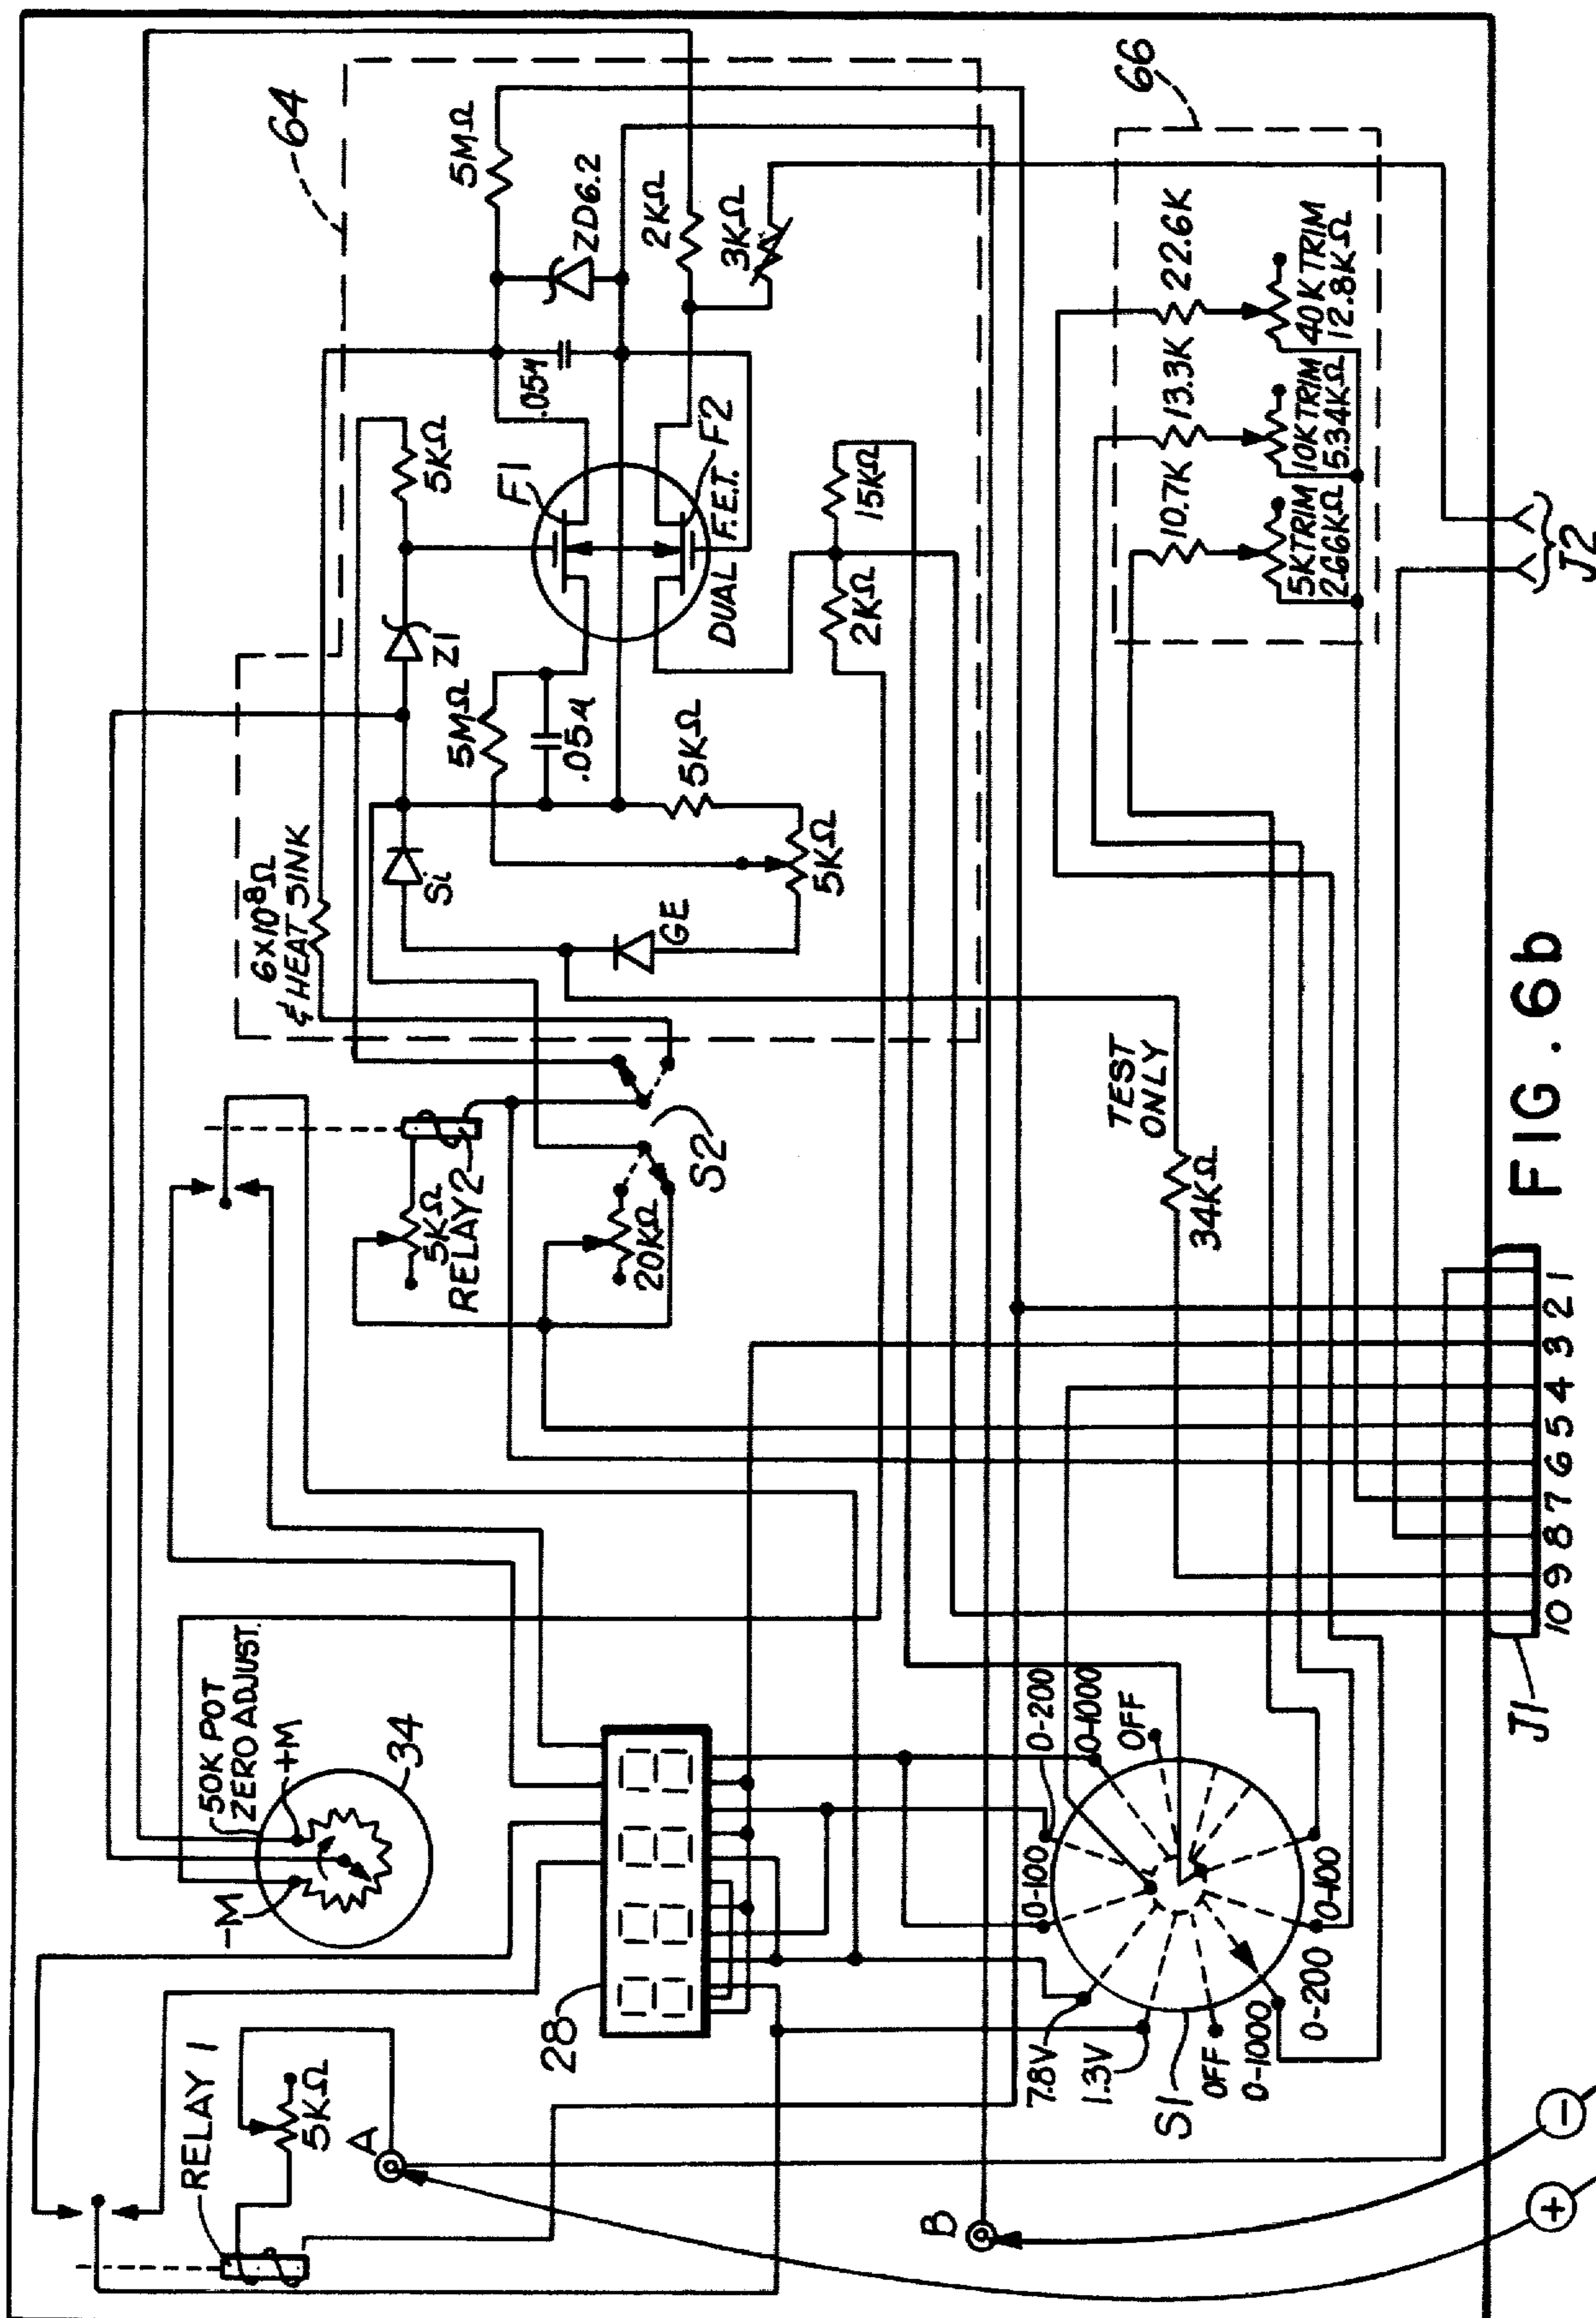 RELAY 1
5KΩ
A
B
50K POT
ZERO ADJUST.
-M
+M
34
28
S1
7.8V
1.3V
OFF
0-1000
0-200
0-100
0-100
0-200
0-1000
OFF
5KΩ
RELAY 2
20KΩ
S2
TEST
ONLY
34KΩ
6X10⁸Ω
& HEAT SINK
64
Si
Z1
5KΩ
5MΩ
.05µ
5KΩ
GE
5KΩ
F1
F2
DUAL F.E.T.
.05µ
5MΩ
ZD6.2
2KΩ
3KΩ
2KΩ
15KΩ
66
10.7K
13.3K
22.6K
5K TRIM
2.66KΩ
10K TRIM
5.34KΩ
40K TRIM
12.8KΩ
J1
10 9 8 7 6 5 4 3 2 1
J2
+
−
FIG. 6b